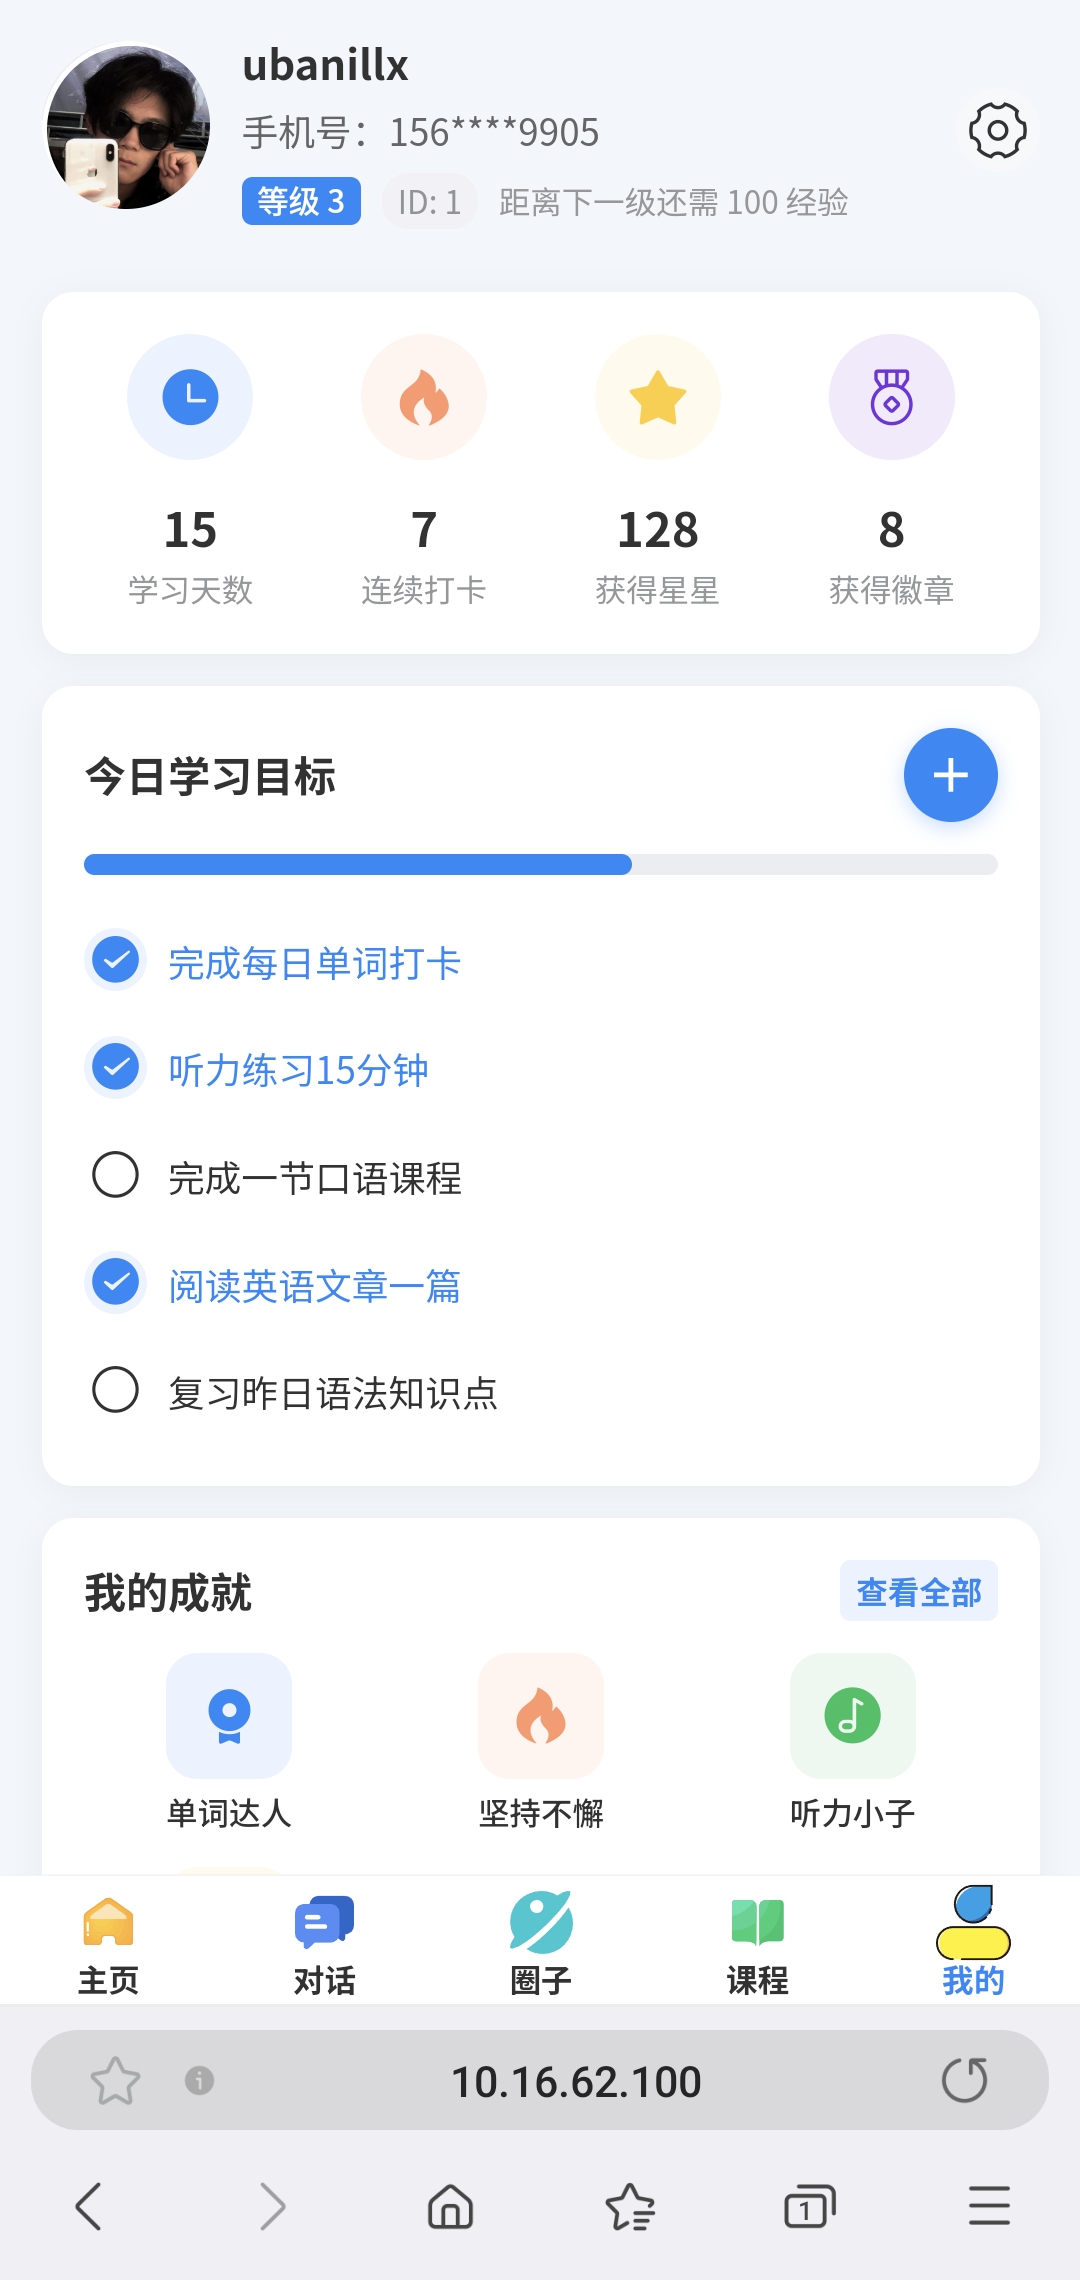 ubanillx
手机号：156****9905
等级 3 ID: 1 距离下一级还需 100 经验
15 7 128 8
学习天数 连续打卡 获得星星 获得徽章
今日学习目标
完成每日单词打卡
听力练习15分钟
完成一节口语课程
阅读英语文章一篇
复习昨日语法知识点
我的成就 查看全部
单词达人 坚持不懈 听力小子
主页 对话 圈子 课程 我的
10.16.62.100
1